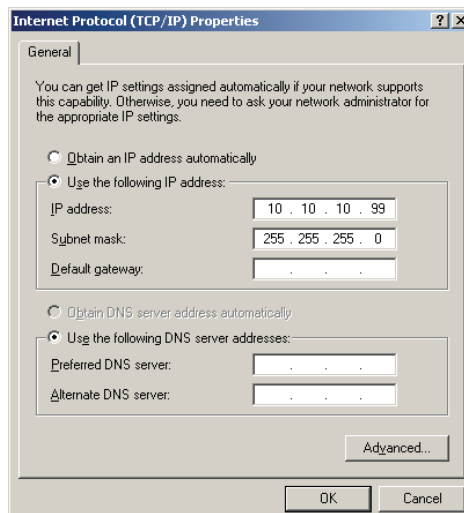 Internet Protocol (TCP/IP) Properties
General
You can get IP settings assigned automatically if your network supports
this capability. Otherwise, you need to ask your network administrator for
the appropriate IP settings.
Obtain an IP address automatically
Use the following IP address:
IP address: 10 . 10 . 10 . 99
Subnet mask: 255 . 255 . 255 . 0
Default gateway: . . .
Obtain DNS server address automatically
Use the following DNS server addresses:
Preferred DNS server: . . .
Alternate DNS server: . . .
Advanced...
OK Cancel